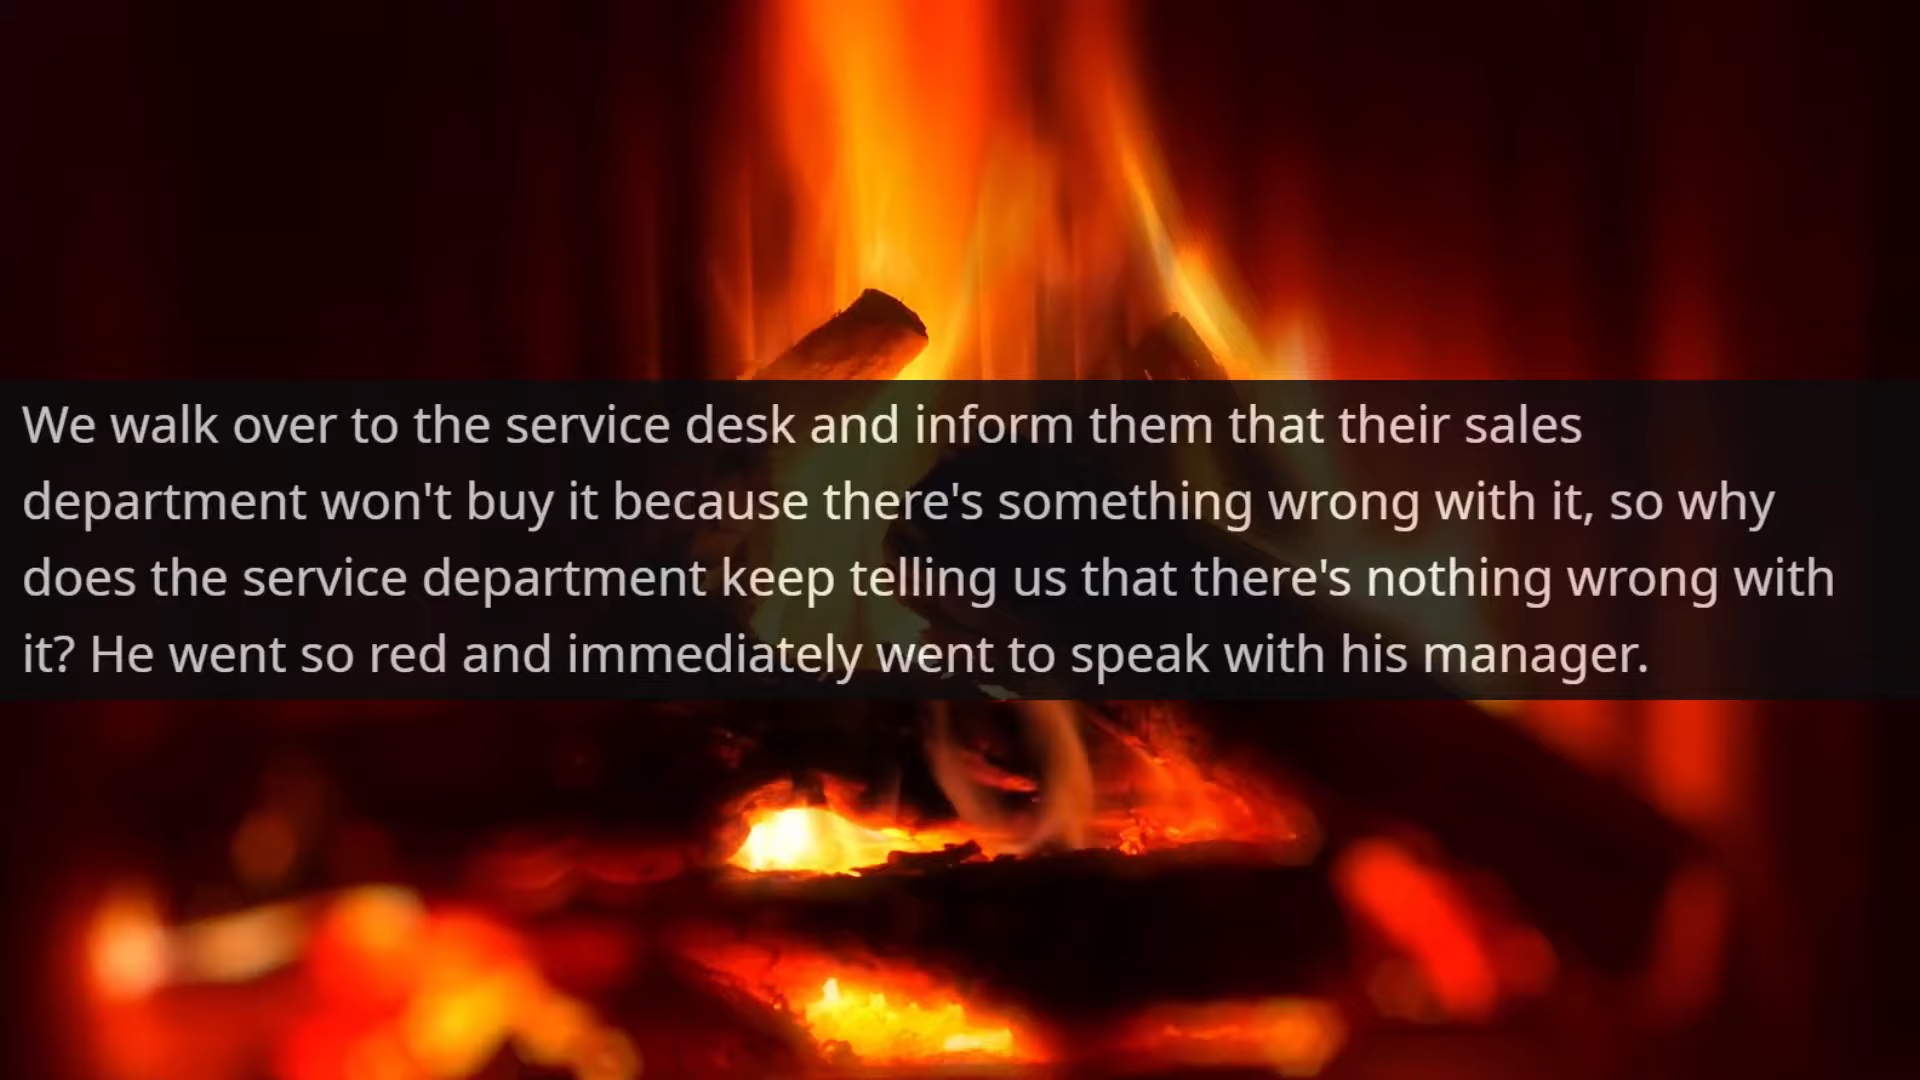 We walk over to the service desk and inform them that their sales
department won't buy it because there's something wrong with it, so why
does the service department keep telling us that there's nothing wrong with
it? He went so red and immediately went to speak with his manager.